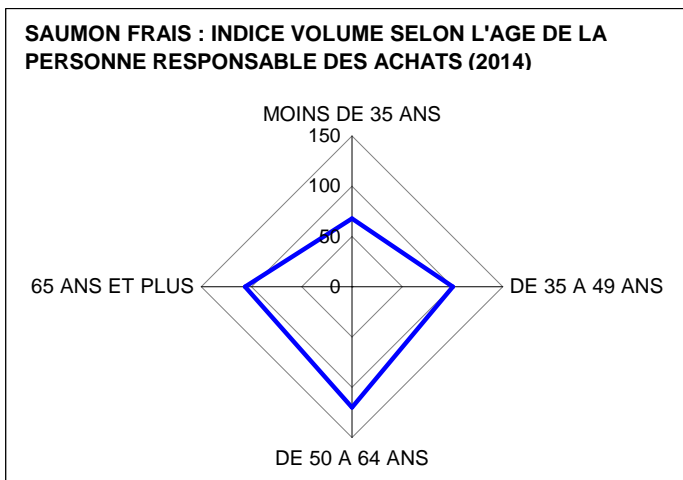 SAUMON FRAIS : INDICE VOLUME SELON L'AGE DE LA
PERSONNE RESPONSABLE DES ACHATS (2014)
MOINS DE 35 ANS
150
100
50
65 ANS ET PLUS
0
DE 35 A 49 ANS
DE 50 A 64 ANS